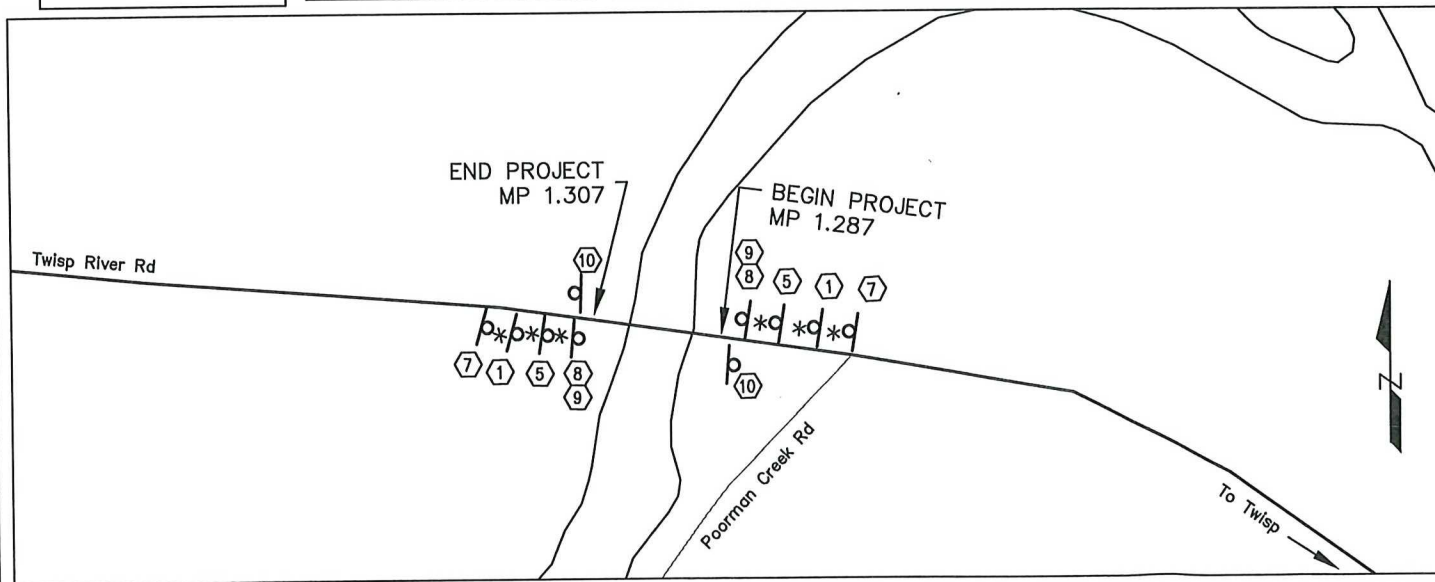 END PROJECT
MP 1.307
BEGIN PROJECT
MP 1.287
Twisp River Rd
10
9
8
5
1
7
7
1
5
8
9
10
Poorman Creek Rd
To Twisp
N